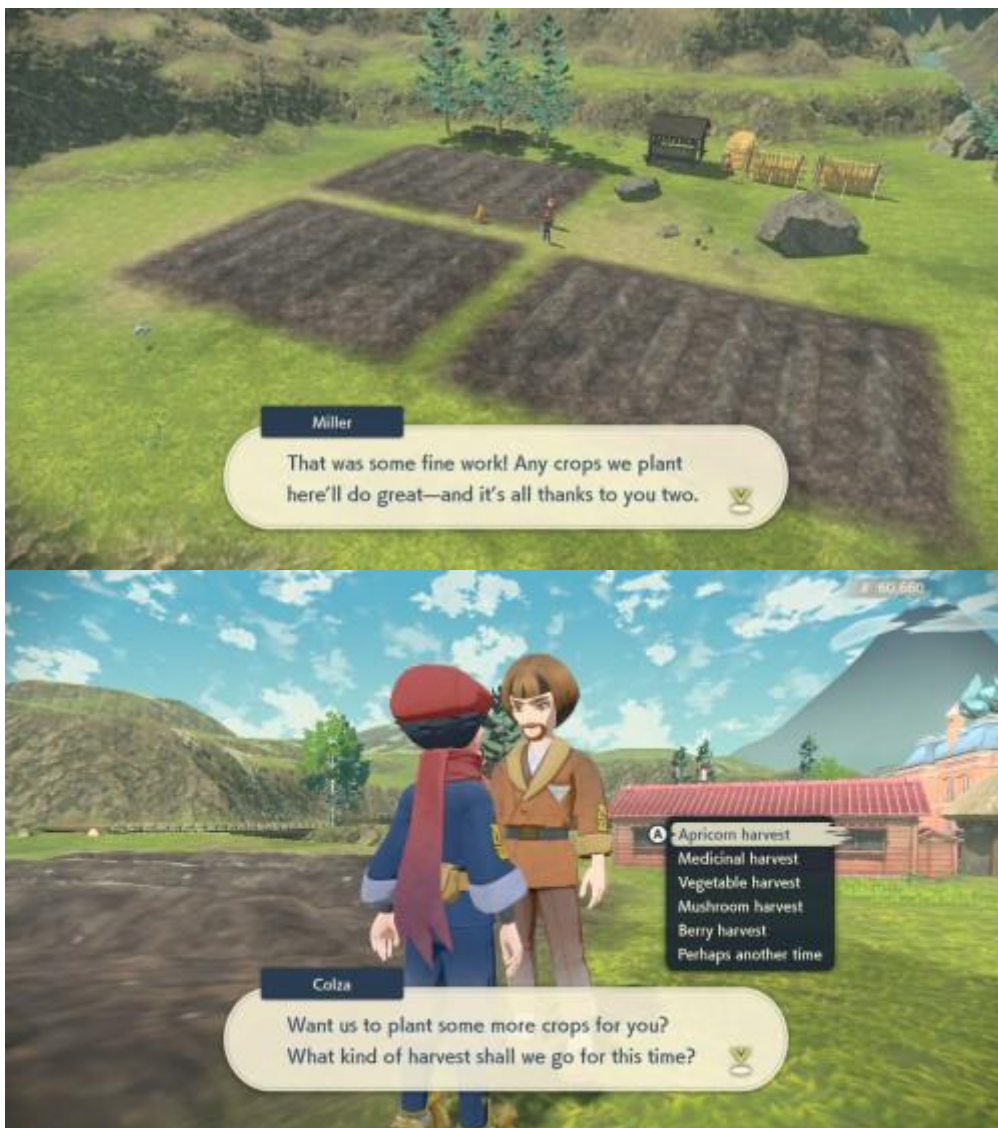 Miller
That was some fine work! Any crops we plant
here'll do great—and it's all thanks to you two.
60,660
A Apricorn harvest
Medicinal harvest
Vegetable harvest
Mushroom harvest
Berry harvest
Perhaps another time
Colza
Want us to plant some more crops for you?
What kind of harvest shall we go for this time?